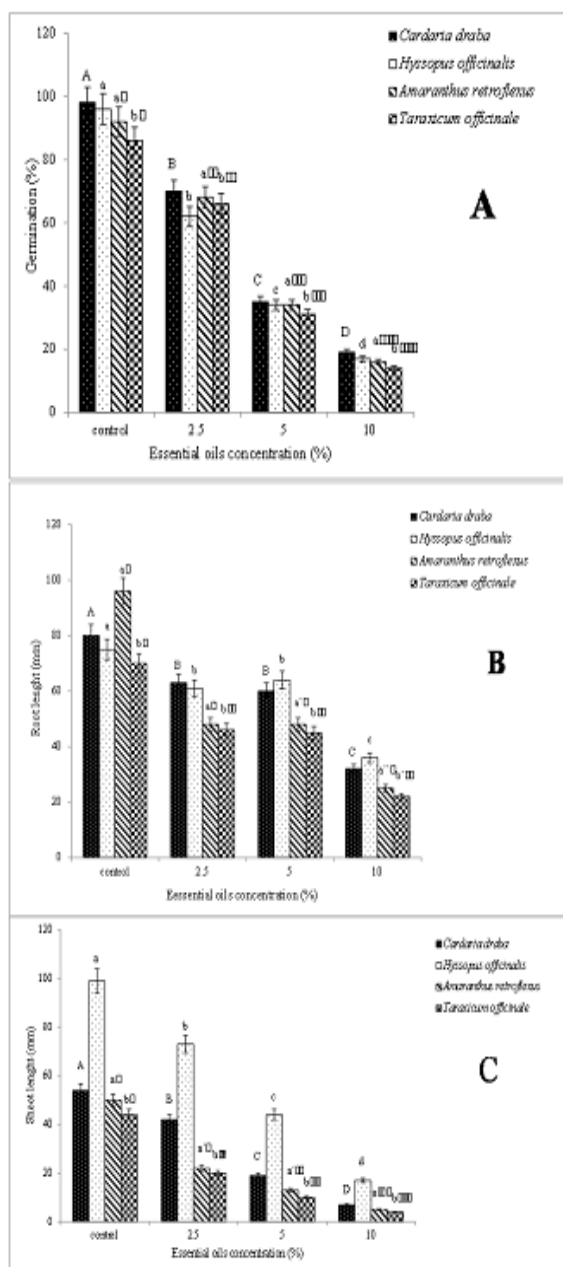 120
100
80
60
40
20
0
Germination (%)
Cardaria draba
Hyssopus officinalis
Amaranthus retroflexus
Taraxicum officinale
A
A
a
a▯
b▯
B
b
a▯▯
b▯▯
C
c
a▯▯▯
b▯▯▯
D
d
a▯▯▯▯
b▯▯▯▯
control
2.5
5
10
Essential oils concentration (%)
120
100
80
60
40
20
0
Root lenght (mm)
Cardaria draba
Hyssopus officinalis
Amaranthus retroflexus
Taraxicum officinale
B
A
a
a▯
b▯
B
b
a▯
b▯▯
B
b
b▯▯
C
c
control
2.5
5
10
Eessential oils concentration (%)
120
100
80
60
40
20
0
Shoot lenght (mm)
Cardaria draba
Hyssopus officinalis
Amaranthus retroflexus
Taraxicum officinale
C
A
a
a▯
b▯
B
b
C
c
b▯▯
D
d
control
2.5
5
10
Essential oils concentration (%)